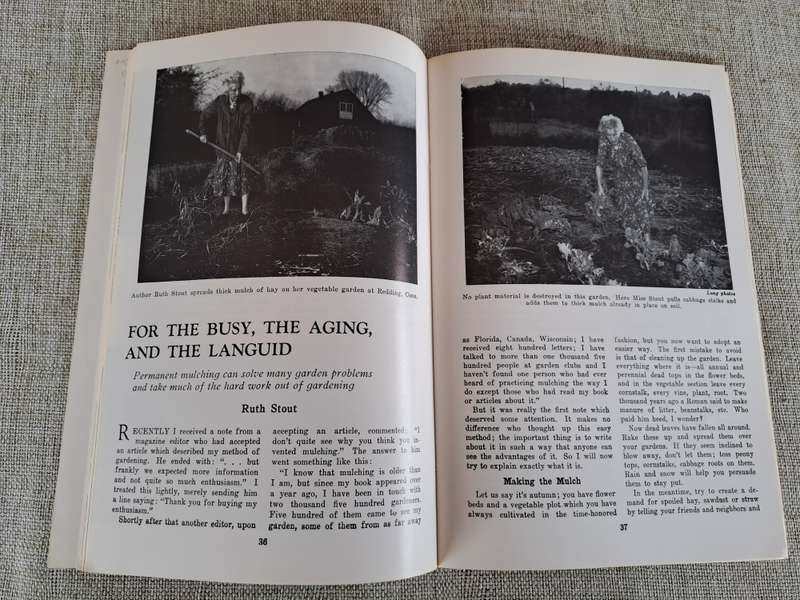 Author Ruth Stout spreads thick mulch of hay on her vegetable garden at Redding, Conn.
FOR THE BUSY, THE AGING,
AND THE LANGUID
Permanent mulching can solve many garden problems
and take much of the hard work out of gardening
Ruth Stout
RECENTLY I received a note from a
magazine editor who had accepted
an article which described my method of
gardening. He ended with: ". . . but
frankly we expected more information
and not quite so much enthusiasm." I
treated this lightly, merely sending him
a line saying: "Thank you for buying my
enthusiasm."
Shortly after that another editor, upon
accepting an article, commented: "I
don't quite see why you think you in-
vented mulching." The answer to him
went something like this:
"I know that mulching is older than
I am, but since my book appeared over
a year ago, I have been in touch with
two thousand five hundred gardeners.
Five hundred of them came to see my
garden, some of them from as far away
36
Long photos
No plant material is destroyed in this garden. Here Miss Stout pulls cabbage stalks and
adds them to thick mulch already in place on soil.
as Florida, Canada, Wisconsin; I have
received eight hundred letters; I have
talked to more than one thousand five
hundred people at garden clubs and I
haven't found one person who had ever
heard of practicing mulching the way I
do except those who had read my book
or articles about it."
But it was really the first note which
deserved some attention. It makes no
difference who thought up this easy
method; the important thing is to write
about it in such a way that anyone can
see the advantages of it. So I will now
try to explain exactly what it is.
Making the Mulch
Let us say it's autumn; you have flower
beds and a vegetable plot which you have
always cultivated in the time-honored
fashion, but you now want to adopt an
easier way. The first mistake to avoid
is that of cleaning up the garden. Leave
everything where it is—all annual and
perennial dead tops in the flower beds,
and in the vegetable section leave every
cornstalk, every vine, plant, root. Two
thousand years ago a Roman said to make
manure of litter, beanstalks, etc. Who
paid him heed, I wonder?
Now dead leaves have fallen all around.
Rake these up and spread them over
your gardens. If they seem inclined to
blow away, don't let them; toss peony
tops, cornstalks, cabbage roots on them.
Rain and snow will help you persuade
them to stay put.
In the meantime, try to create a de-
mand for spoiled hay, sawdust or straw
by telling your friends and neighbors and
37